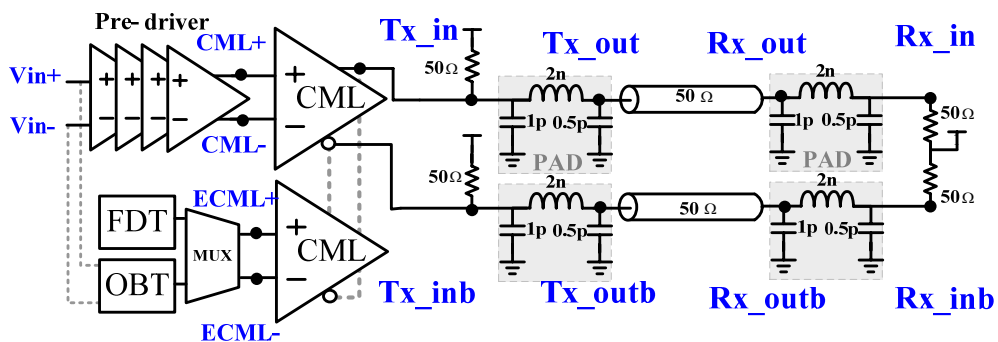 Pre- driver
Tx_in
Tx_out
Rx_out
Rx_in
CML+
50Ω
2n
2n
Vin+
+ + + +
+
CML
50 Ω
50Ω
1p 0.5p
1p 0.5p
Vin-
− − − −
−
PAD
PAD
CML-
50Ω
2n
2n
50Ω
ECML+
FDT
MUX
+
CML
50 Ω
1p 0.5p
1p 0.5p
OBT
−
ECML-
Tx_inb
Tx_outb
Rx_outb
Rx_inb